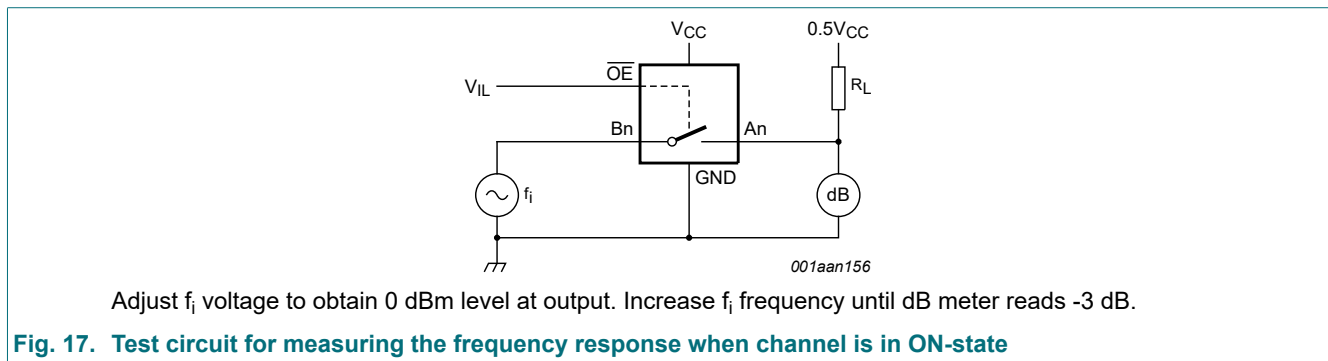 VCC
0.5VCC
OE
VIL
RL
Bn
An
GND
fi
dB
001aan156
Adjust fi voltage to obtain 0 dBm level at output. Increase fi frequency until dB meter reads -3 dB.
Fig. 17. Test circuit for measuring the frequency response when channel is in ON-state